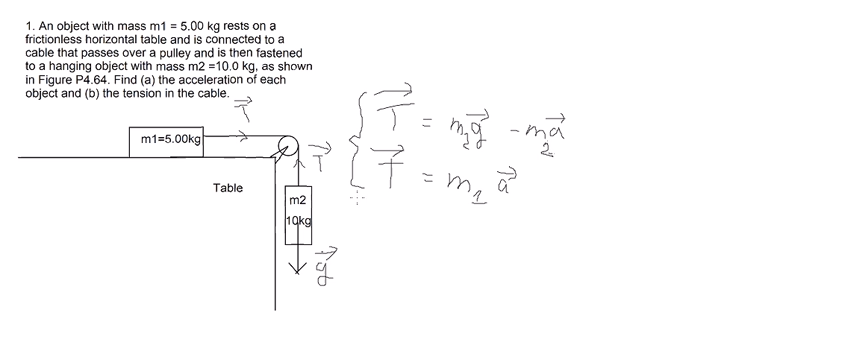 1. An object with mass m1 = 5.00 kg rests on a
frictionless horizontal table and is connected to a
cable that passes over a pulley and is then fastened
to a hanging object with mass m2 =10.0 kg, as shown
in Figure P4.64. Find (a) the acceleration of each
object and (b) the tension in the cable.
T⃗
m1=5.00kg
T⃗
Table
m2
10kg
g⃗
T⃗ = m₂g⃗ - m₂a⃗
T⃗ = m₁ a⃗